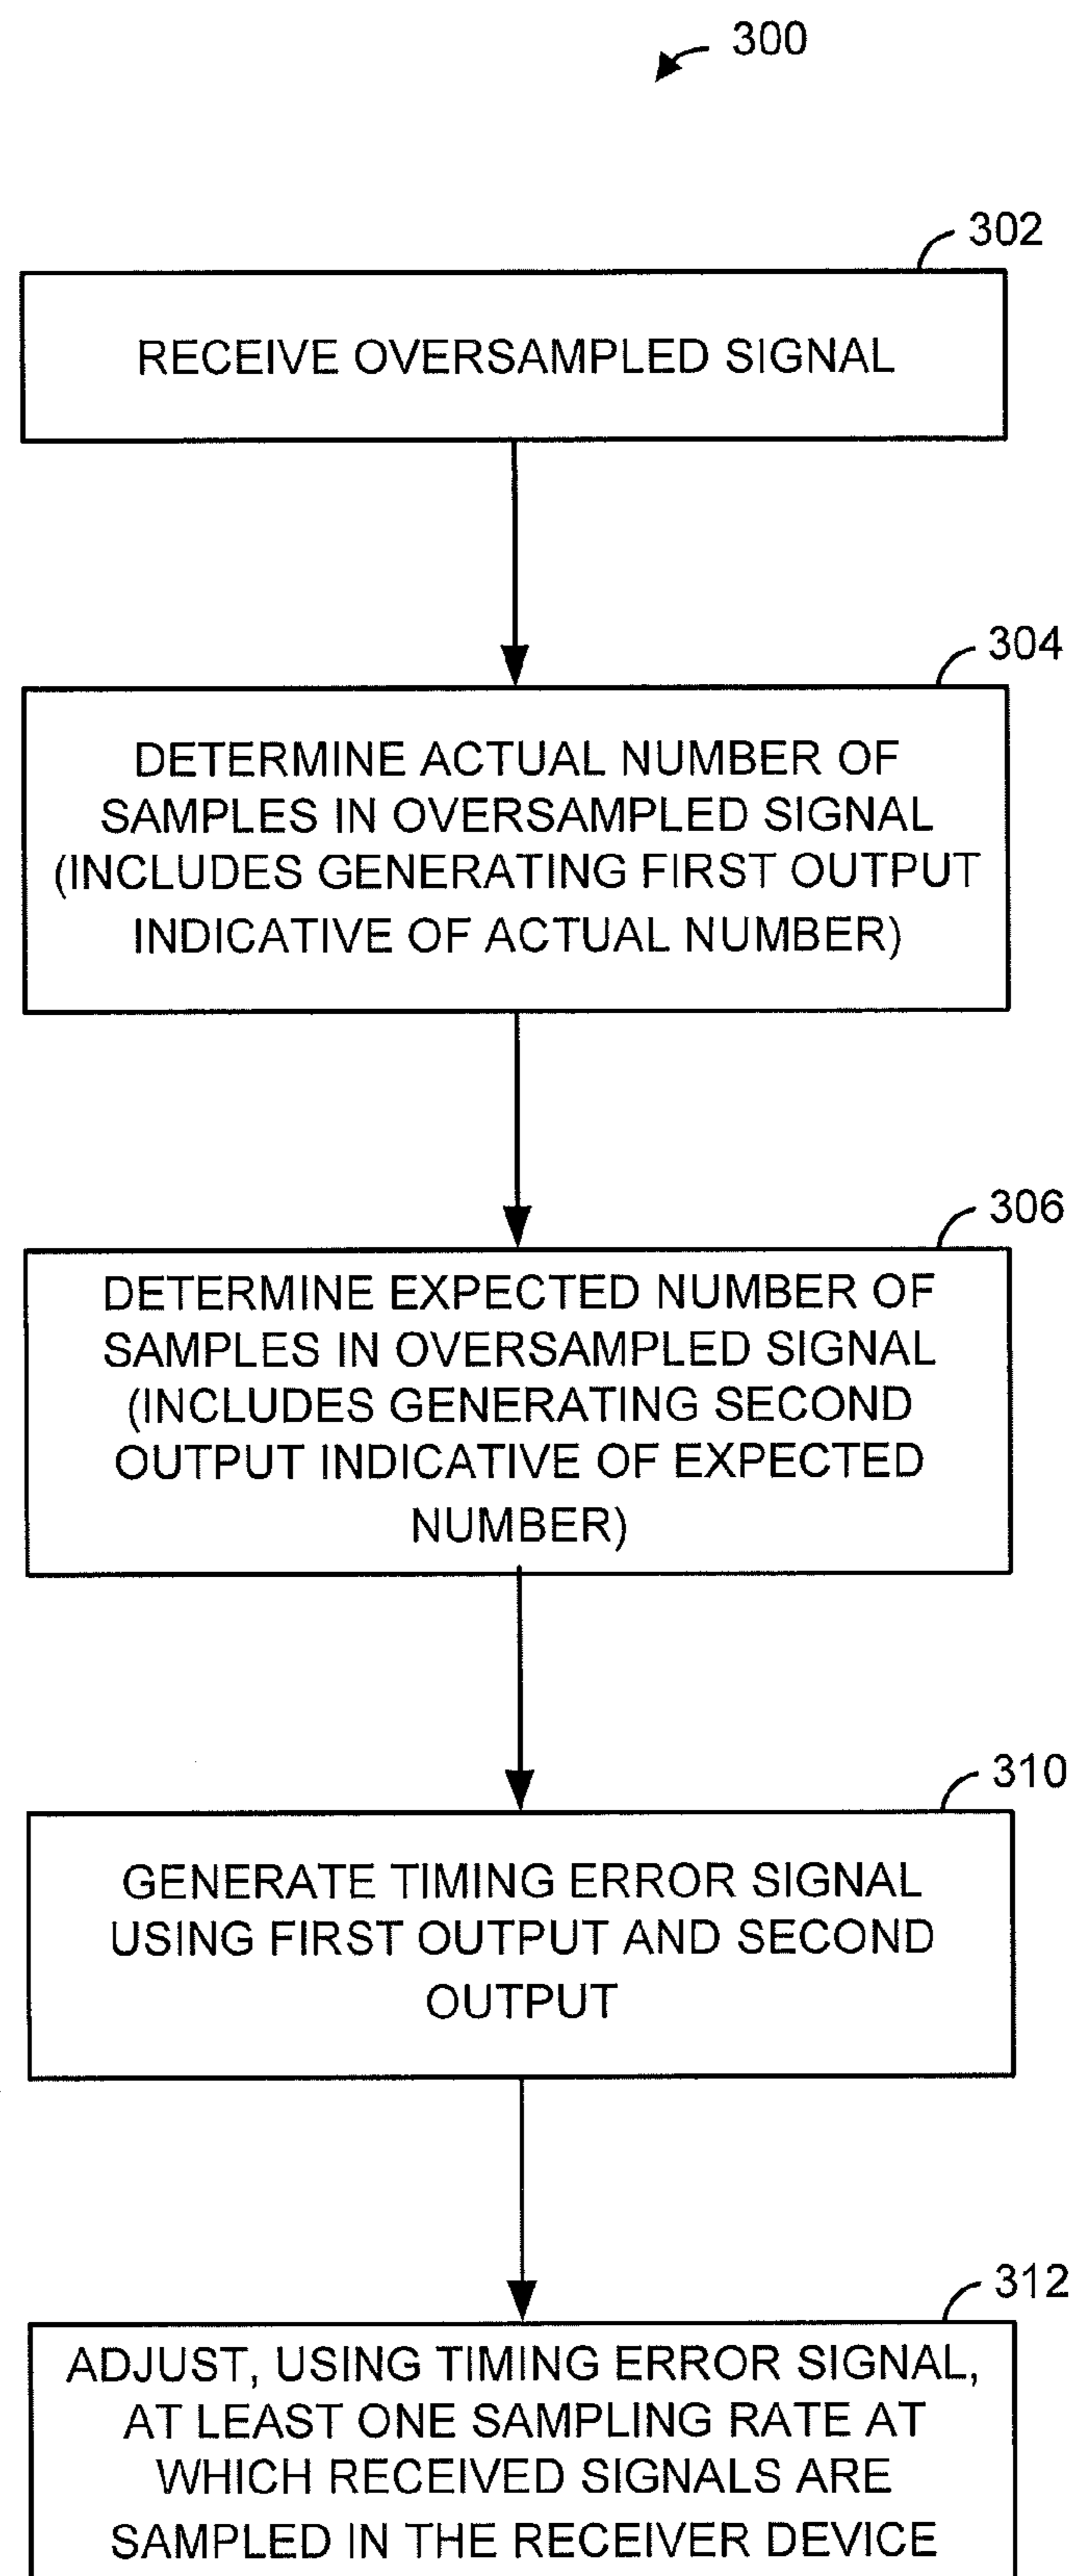 300
302
RECEIVE OVERSAMPLED SIGNAL
304
DETERMINE ACTUAL NUMBER OF
SAMPLES IN OVERSAMPLED SIGNAL
(INCLUDES GENERATING FIRST OUTPUT
INDICATIVE OF ACTUAL NUMBER)
306
DETERMINE EXPECTED NUMBER OF
SAMPLES IN OVERSAMPLED SIGNAL
(INCLUDES GENERATING SECOND
OUTPUT INDICATIVE OF EXPECTED
NUMBER)
310
GENERATE TIMING ERROR SIGNAL
USING FIRST OUTPUT AND SECOND
OUTPUT
312
ADJUST, USING TIMING ERROR SIGNAL,
AT LEAST ONE SAMPLING RATE AT
WHICH RECEIVED SIGNALS ARE
SAMPLED IN THE RECEIVER DEVICE